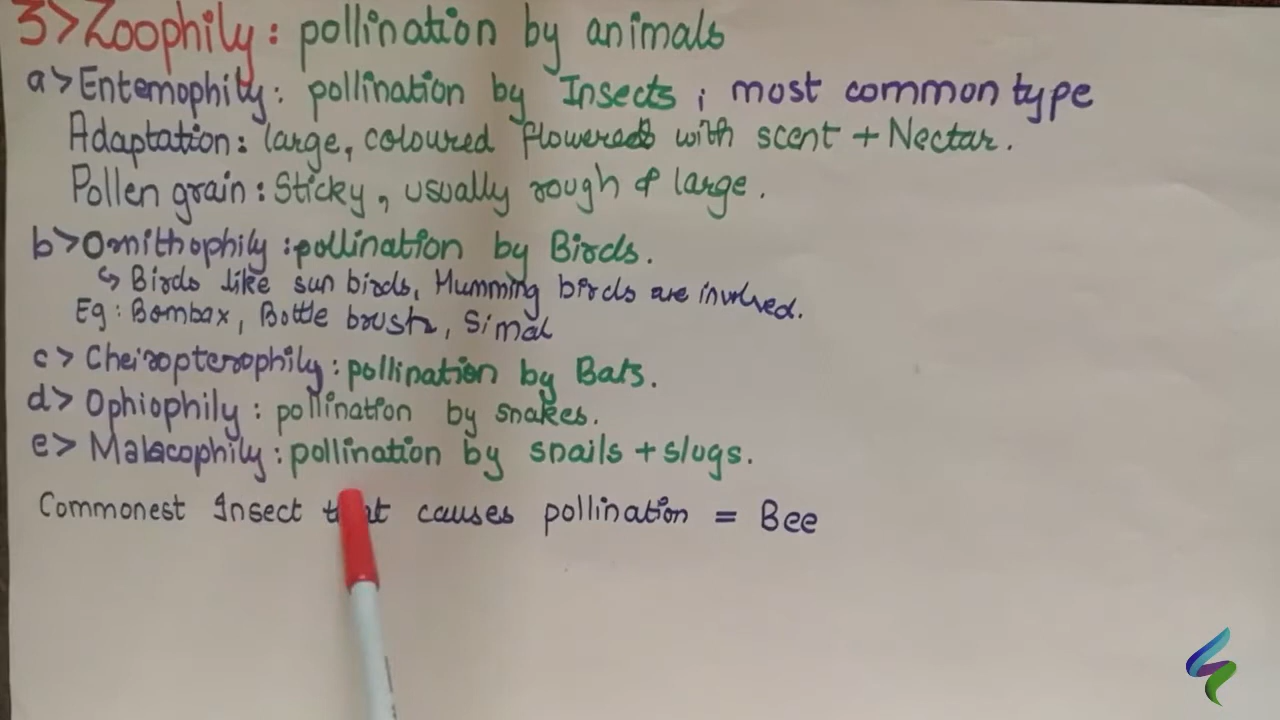 3> Zoophily: pollination by animals
a> Entemophily: pollination by Insects; most common type
Adaptation: large, coloured flowereds with scent + Nectar.
Pollen grain: Sticky, usually rough & large.
b> Ornithophily: pollination by Birds.
↳ Birds like sun birds, Humming birds are involved.
Eg: Bombax, Bottle brush, Simal
c> Cheiropterophily: pollination by Bats.
d> Ophiophily: pollination by snakes.
e> Malacophily: pollination by snails + slugs.
Commonest Insect that causes pollination = Bee